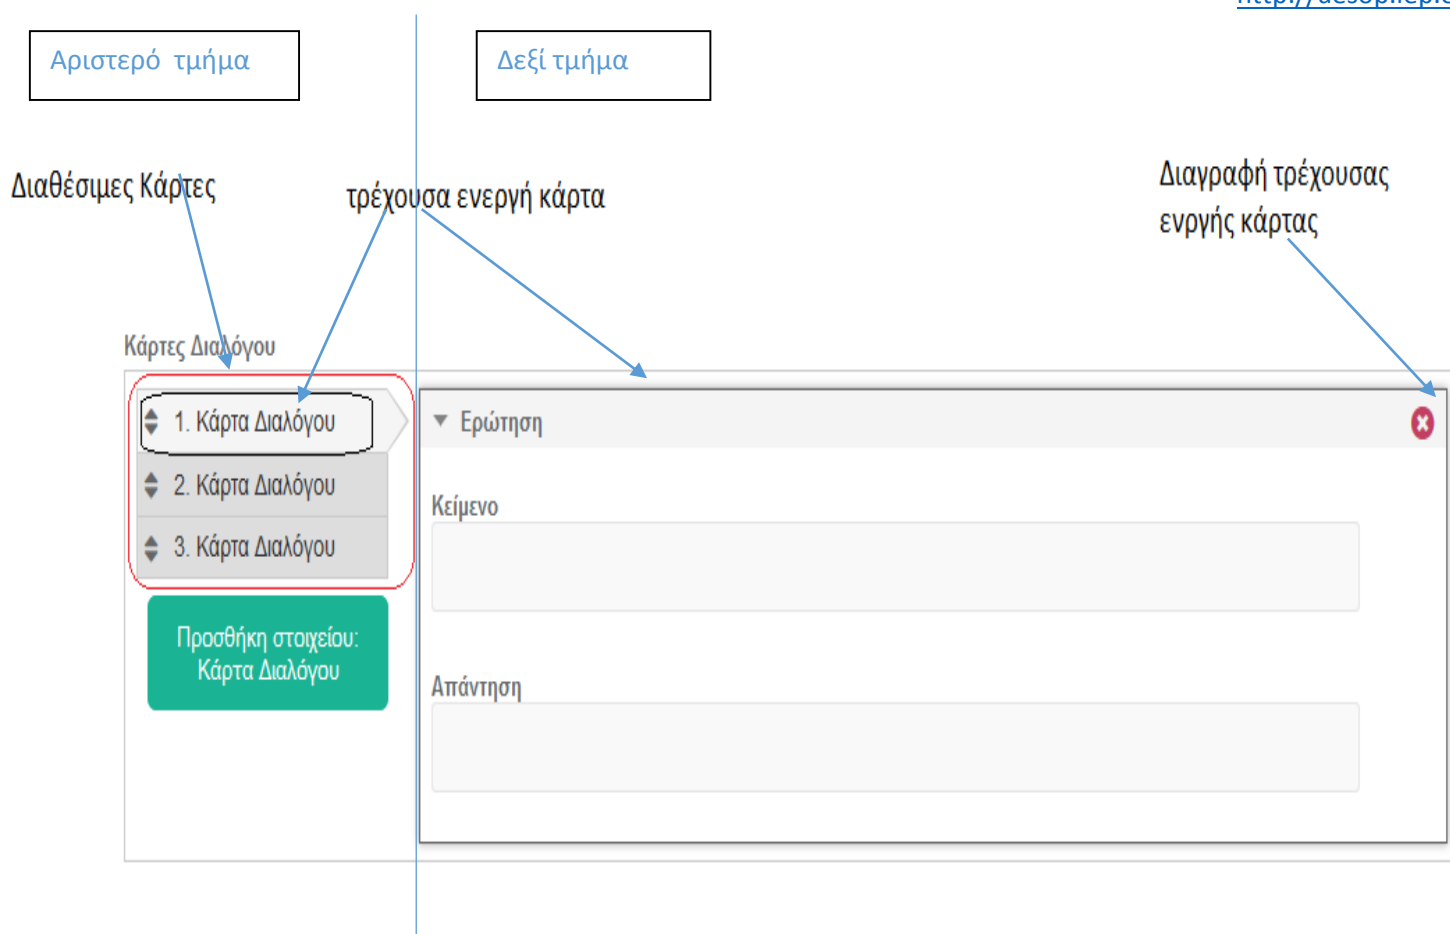 Αριστερό τμήμα
Δεξί τμήμα
Διαθέσιμες Κάρτες
τρέχουσα ενεργή κάρτα
Διαγραφή τρέχουσας
ενργής κάρτας
Κάρτες Διαλόγου
1. Κάρτα Διαλόγου
2. Κάρτα Διαλόγου
3. Κάρτα Διαλόγου
Προσθήκη στοιχείου:
Κάρτα Διαλόγου
Ερώτηση
Κείμενο
Απάντηση